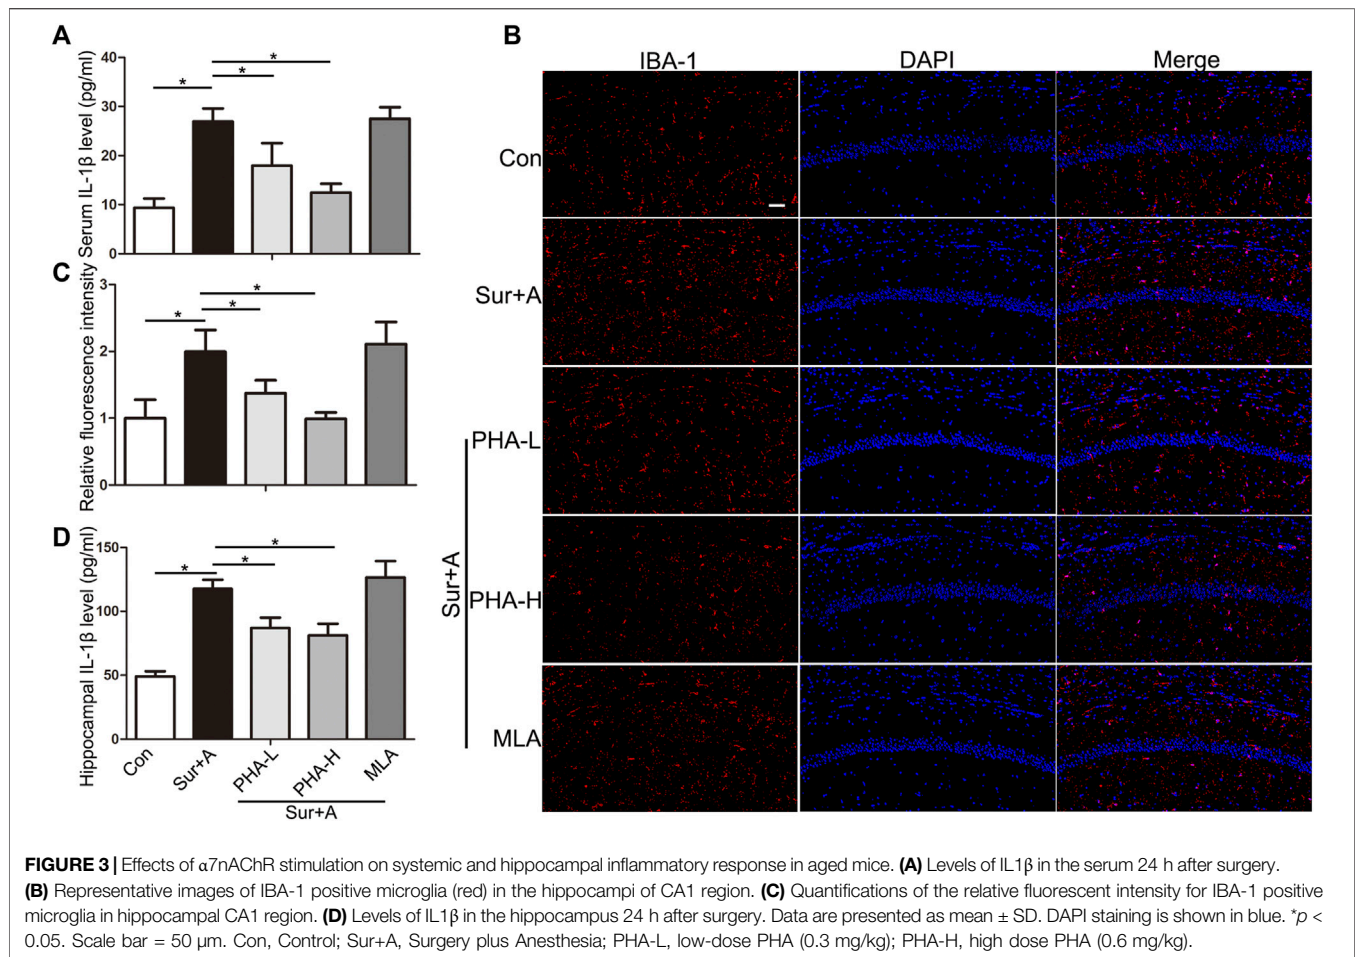 A
Serum IL-1β level (pg/ml)
40
30
20
10
0
*
*
*
C
Relative fluorescence intensity
3
2
1
0
*
*
*
D
Hippocampal IL-1β level (pg/ml)
150
100
50
0
*
*
*
Con
Sur+A
PHA-L
PHA-H
MLA
Sur+A
B
IBA-1
DAPI
Merge
Con
Sur+A
PHA-L
PHA-H
MLA
Sur+A
FIGURE 3 | Effects of α7nAChR stimulation on systemic and hippocampal inflammatory response in aged mice. (A) Levels of IL1β in the serum 24 h after surgery.
(B) Representative images of IBA-1 positive microglia (red) in the hippocampi of CA1 region. (C) Quantifications of the relative fluorescent intensity for IBA-1 positive
microglia in hippocampal CA1 region. (D) Levels of IL1β in the hippocampus 24 h after surgery. Data are presented as mean ± SD. DAPI staining is shown in blue. *p <
0.05. Scale bar = 50 μm. Con, Control; Sur+A, Surgery plus Anesthesia; PHA-L, low-dose PHA (0.3 mg/kg); PHA-H, high dose PHA (0.6 mg/kg).